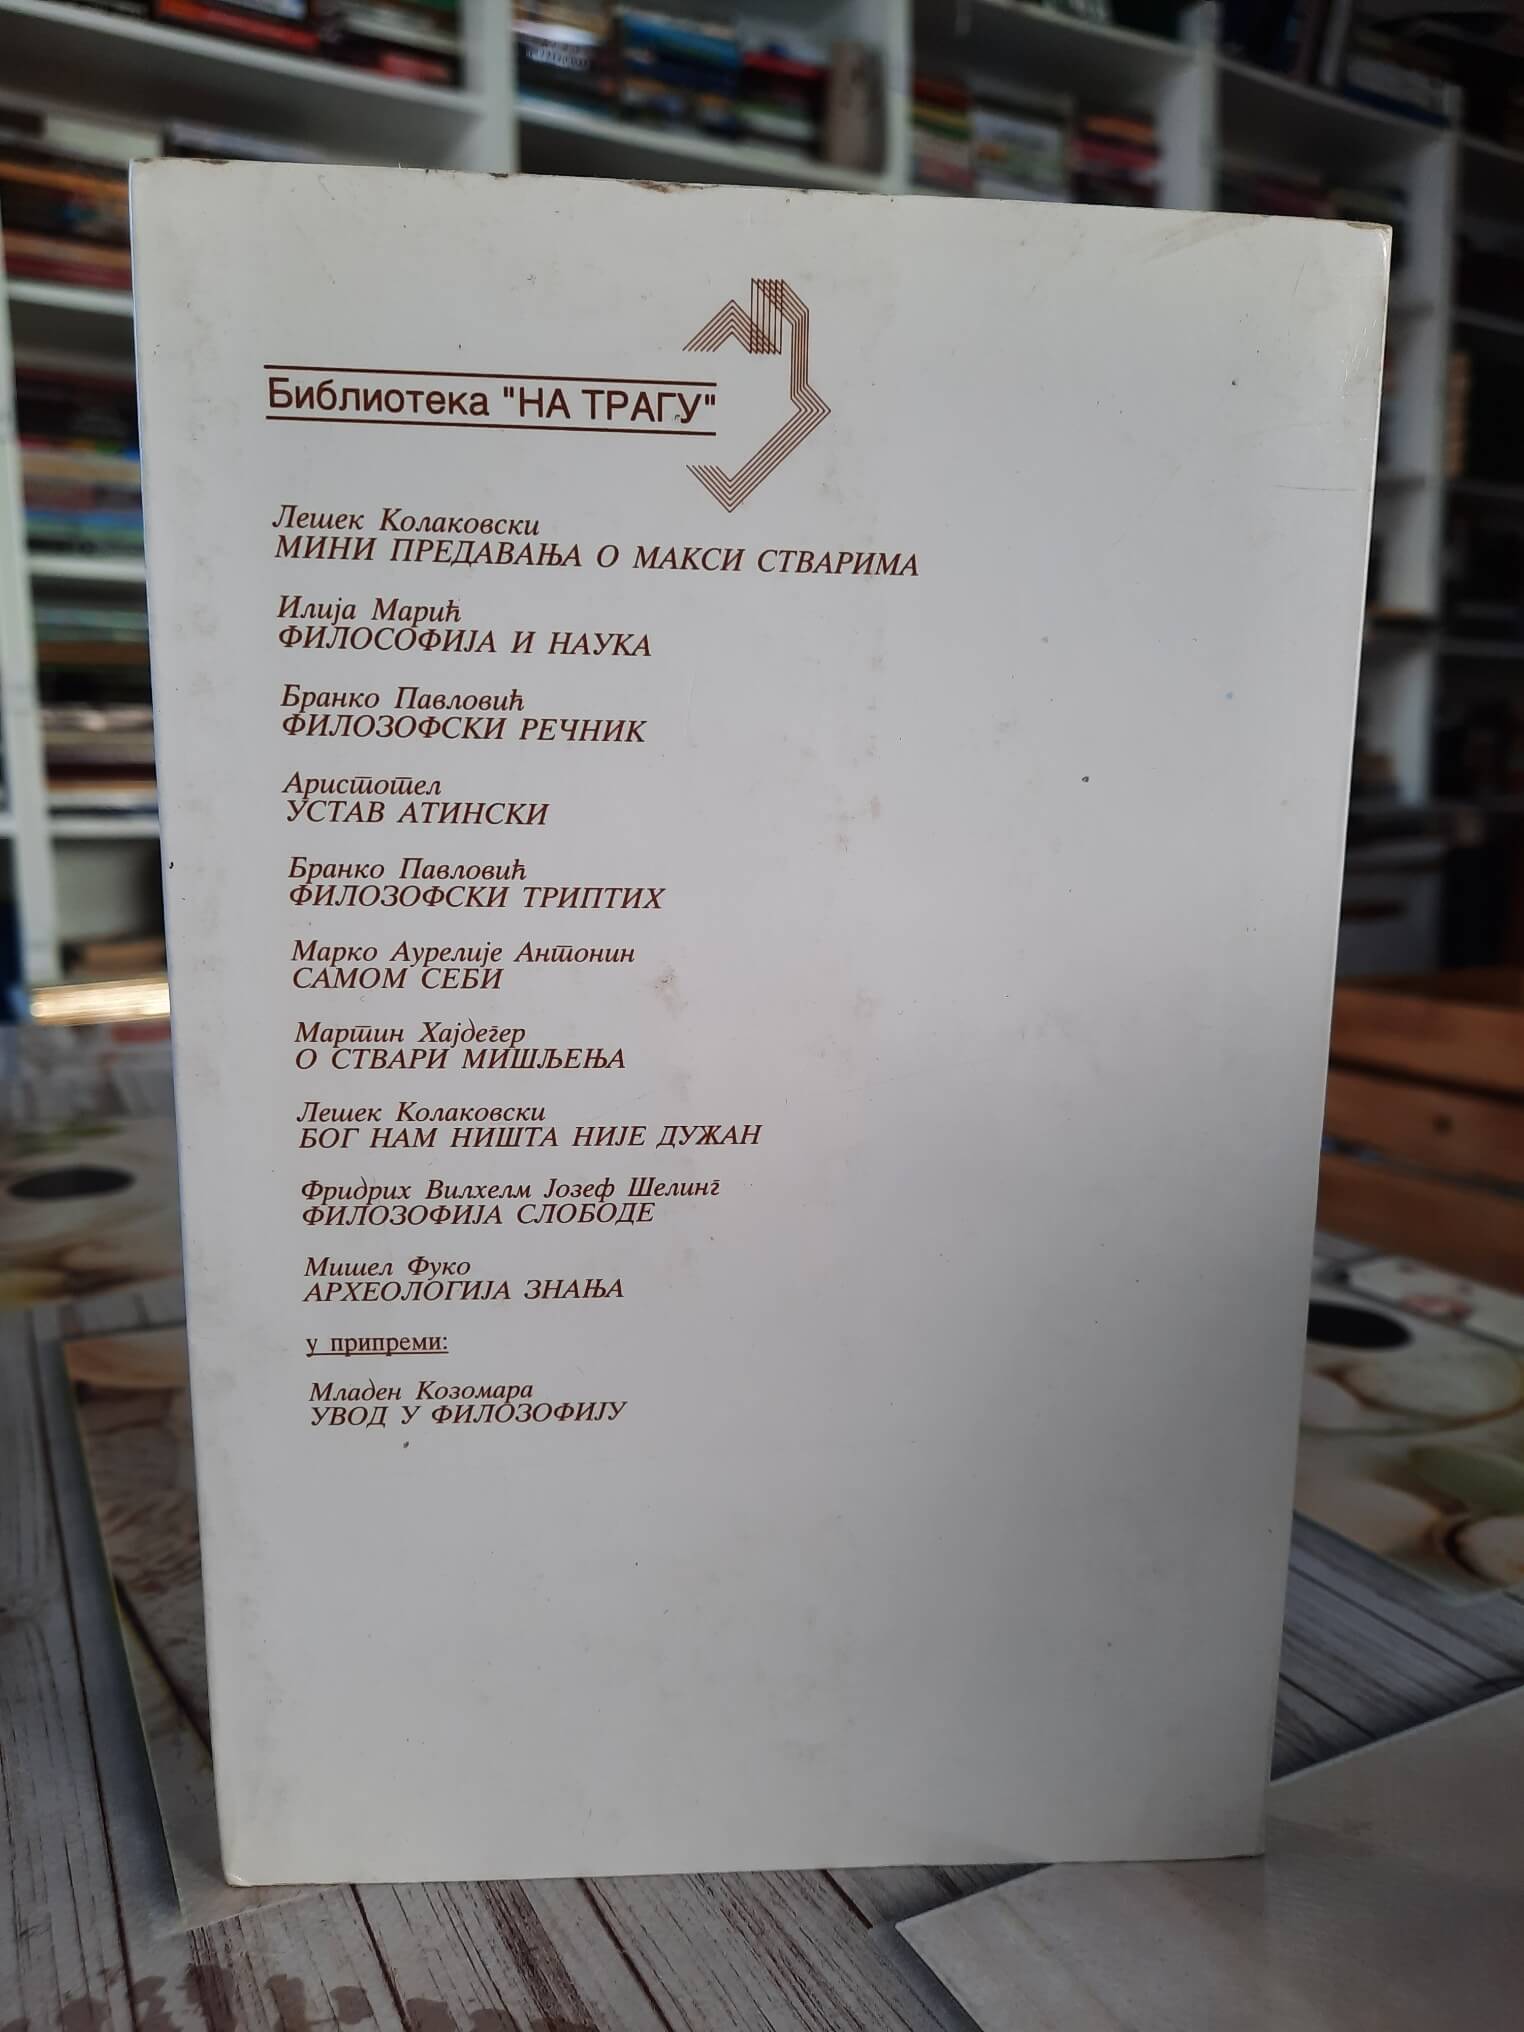 Библиотека "НА ТРАГУ"
Лешек Колаковски
МИНИ ПРЕДАВАЊА О МАКСИ СТВАРИМА
Илија Марић
ФИЛОСОФИЈА И НАУКА
Бранко Павловић
ФИЛОЗОФСКИ РЕЧНИК
Аристотел
УСТАВ АТИНСКИ
Бранко Павловић
ФИЛОЗОФСКИ ТРИПТИХ
Марко Аурелије Антонин
САМОМ СЕБИ
Мартин Хајдегер
О СТВАРИ МИШЉЕЊА
Лешек Колаковски
БОГ НАМ НИШТА НИЈЕ ДУЖАН
Фридрих Вилхелм Јозеф Шелинг
ФИЛОЗОФИЈА СЛОБОДЕ
Мишел Фуко
АРХЕОЛОГИЈА ЗНАЊА
у припреми:
Младен Козомара
УВОД У ФИЛОЗОФИЈУ